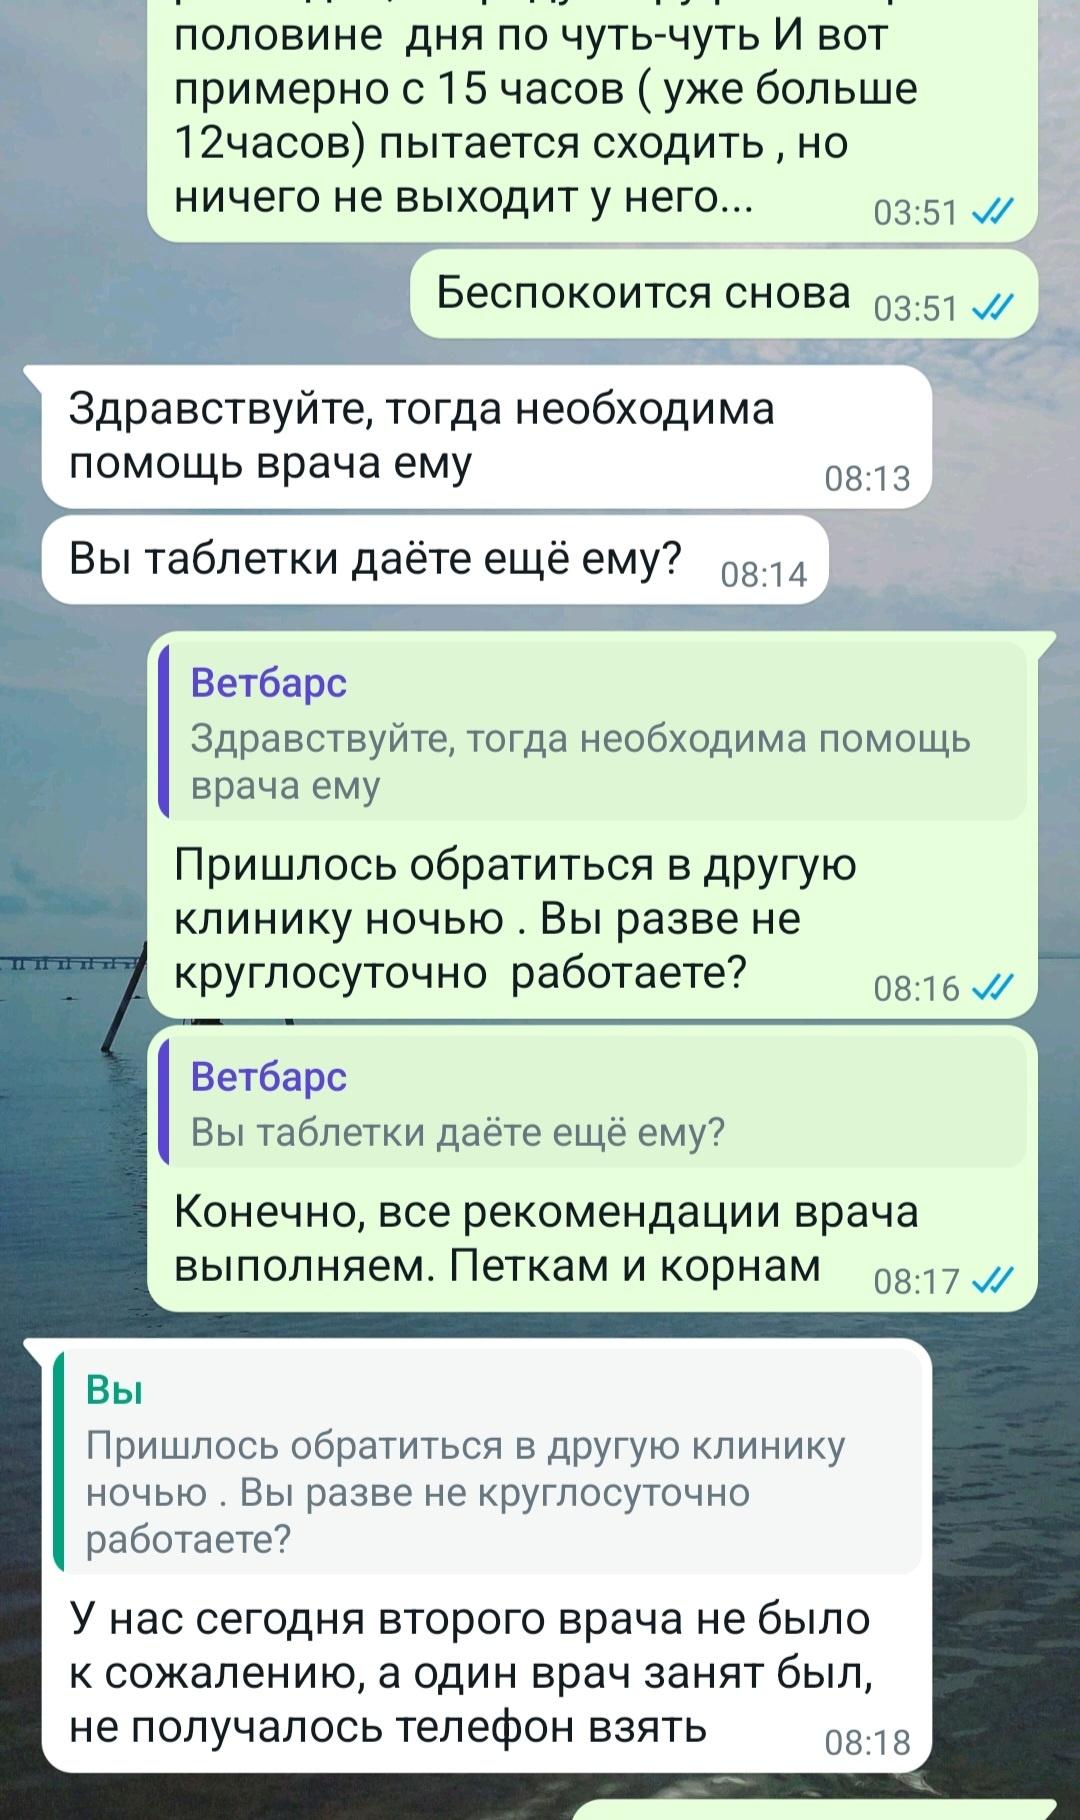 половине дня по чуть-чуть И вот
примерно с 15 часов ( уже больше
12часов) пытается сходить , но
ничего не выходит у него...
03:51
Беспокоится снова
03:51
Здравствуйте, тогда необходима
помощь врача ему
08:13
Вы таблетки даёте ещё ему?
08:14
Ветбарс
Здравствуйте, тогда необходима помощь
врача ему
Пришлось обратиться в другую
клинику ночью . Вы разве не
круглосуточно работаете?
08:16
Ветбарс
Вы таблетки даёте ещё ему?
Конечно, все рекомендации врача
выполняем. Петкам и корнам
08:17
Вы
Пришлось обратиться в другую клинику
ночью . Вы разве не круглосуточно
работаете?
У нас сегодня второго врача не было
к сожалению, а один врач занят был,
не получалось телефон взять
08:18